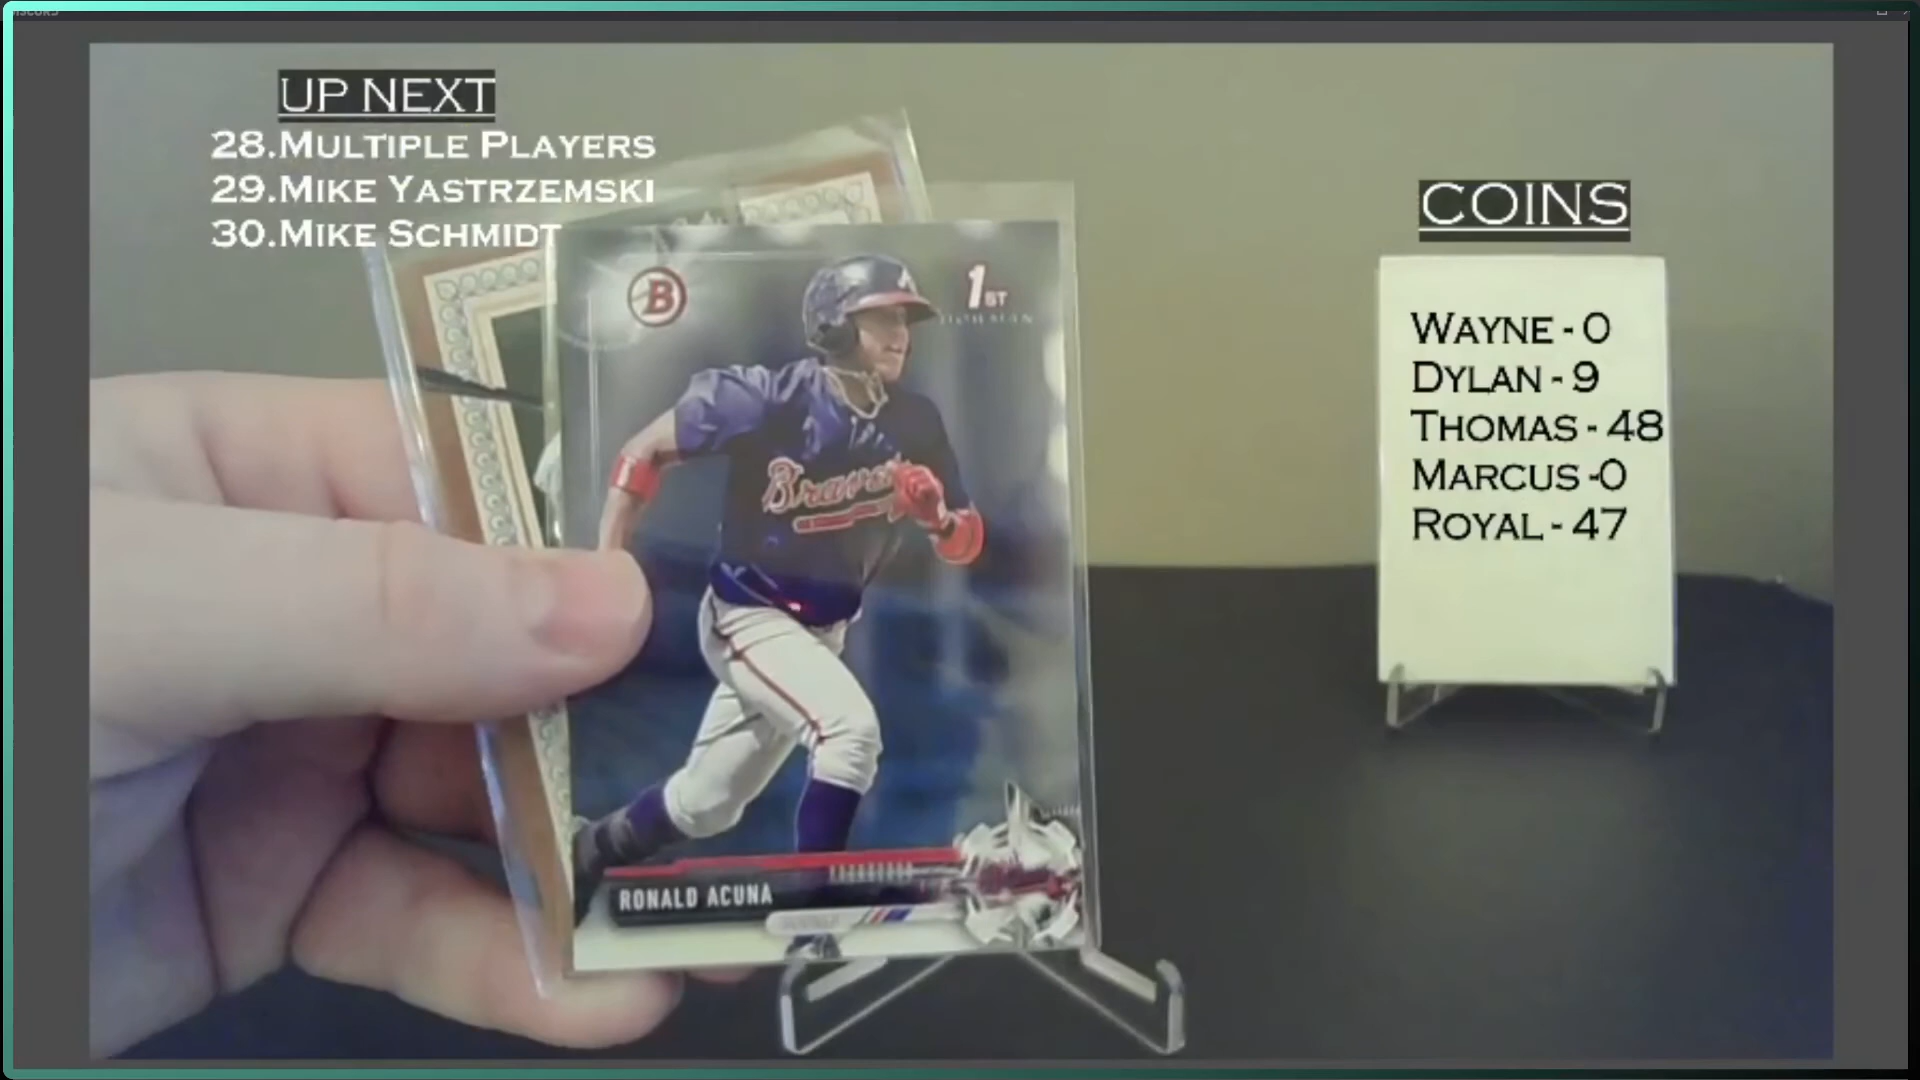 UP NEXT
28.MULTIPLE PLAYERS
29.MIKE YASTRZEMSKI
30.MIKE SCHMIDT
COINS
WAYNE - 0
DYLAN - 9
THOMAS - 48
MARCUS -0
ROYAL - 47
B
1ST
BOWMAN
A
Braves
RONALD ACUNA